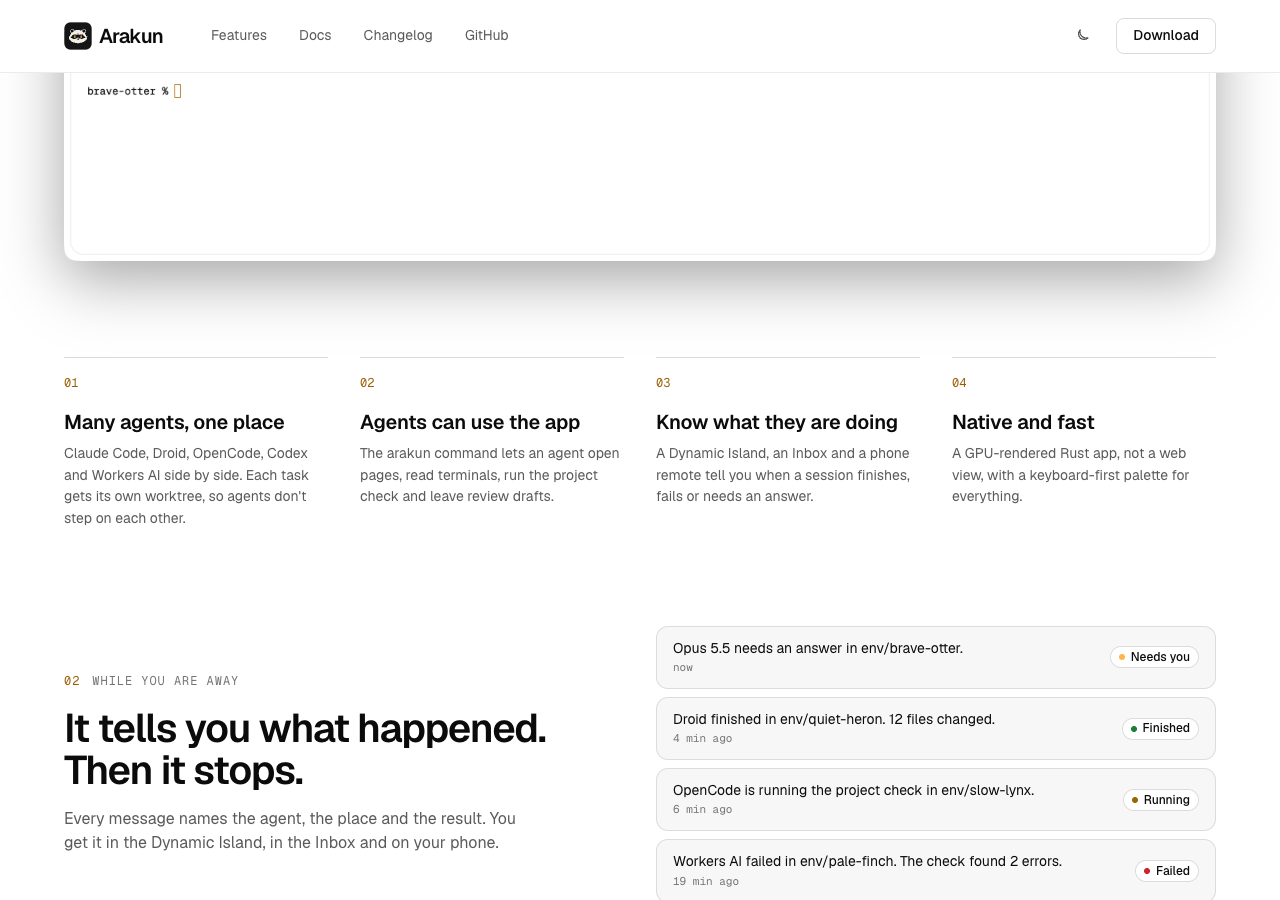 Arakun
Features
Docs
Changelog
GitHub
Download
brave-otter %
01
Many agents, one place
Claude Code, Droid, OpenCode, Codex
and Workers AI side by side. Each task
gets its own worktree, so agents don't
step on each other.
02
Agents can use the app
The arakun command lets an agent open
pages, read terminals, run the project
check and leave review drafts.
03
Know what they are doing
A Dynamic Island, an Inbox and a phone
remote tell you when a session finishes,
fails or needs an answer.
04
Native and fast
A GPU-rendered Rust app, not a web
view, with a keyboard-first palette for
everything.
02 WHILE YOU ARE AWAY
It tells you what happened.
Then it stops.
Every message names the agent, the place and the result. You
get it in the Dynamic Island, in the Inbox and on your phone.
Opus 5.5 needs an answer in env/brave-otter.
now
Needs you
Droid finished in env/quiet-heron. 12 files changed.
4 min ago
Finished
OpenCode is running the project check in env/slow-lynx.
6 min ago
Running
Workers AI failed in env/pale-finch. The check found 2 errors.
19 min ago
Failed